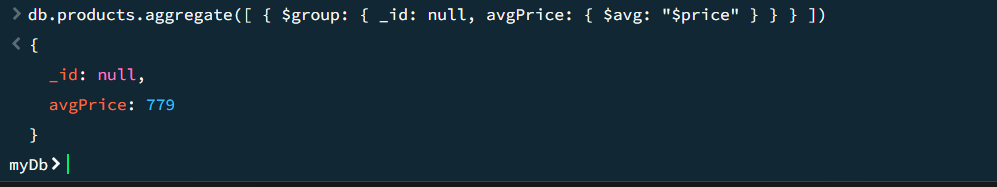 > db.products.aggregate([ { $group: { _id: null, avgPrice: { $avg: "$price" } } } ])
< {
_id: null,
avgPrice: 779
}
myDb>